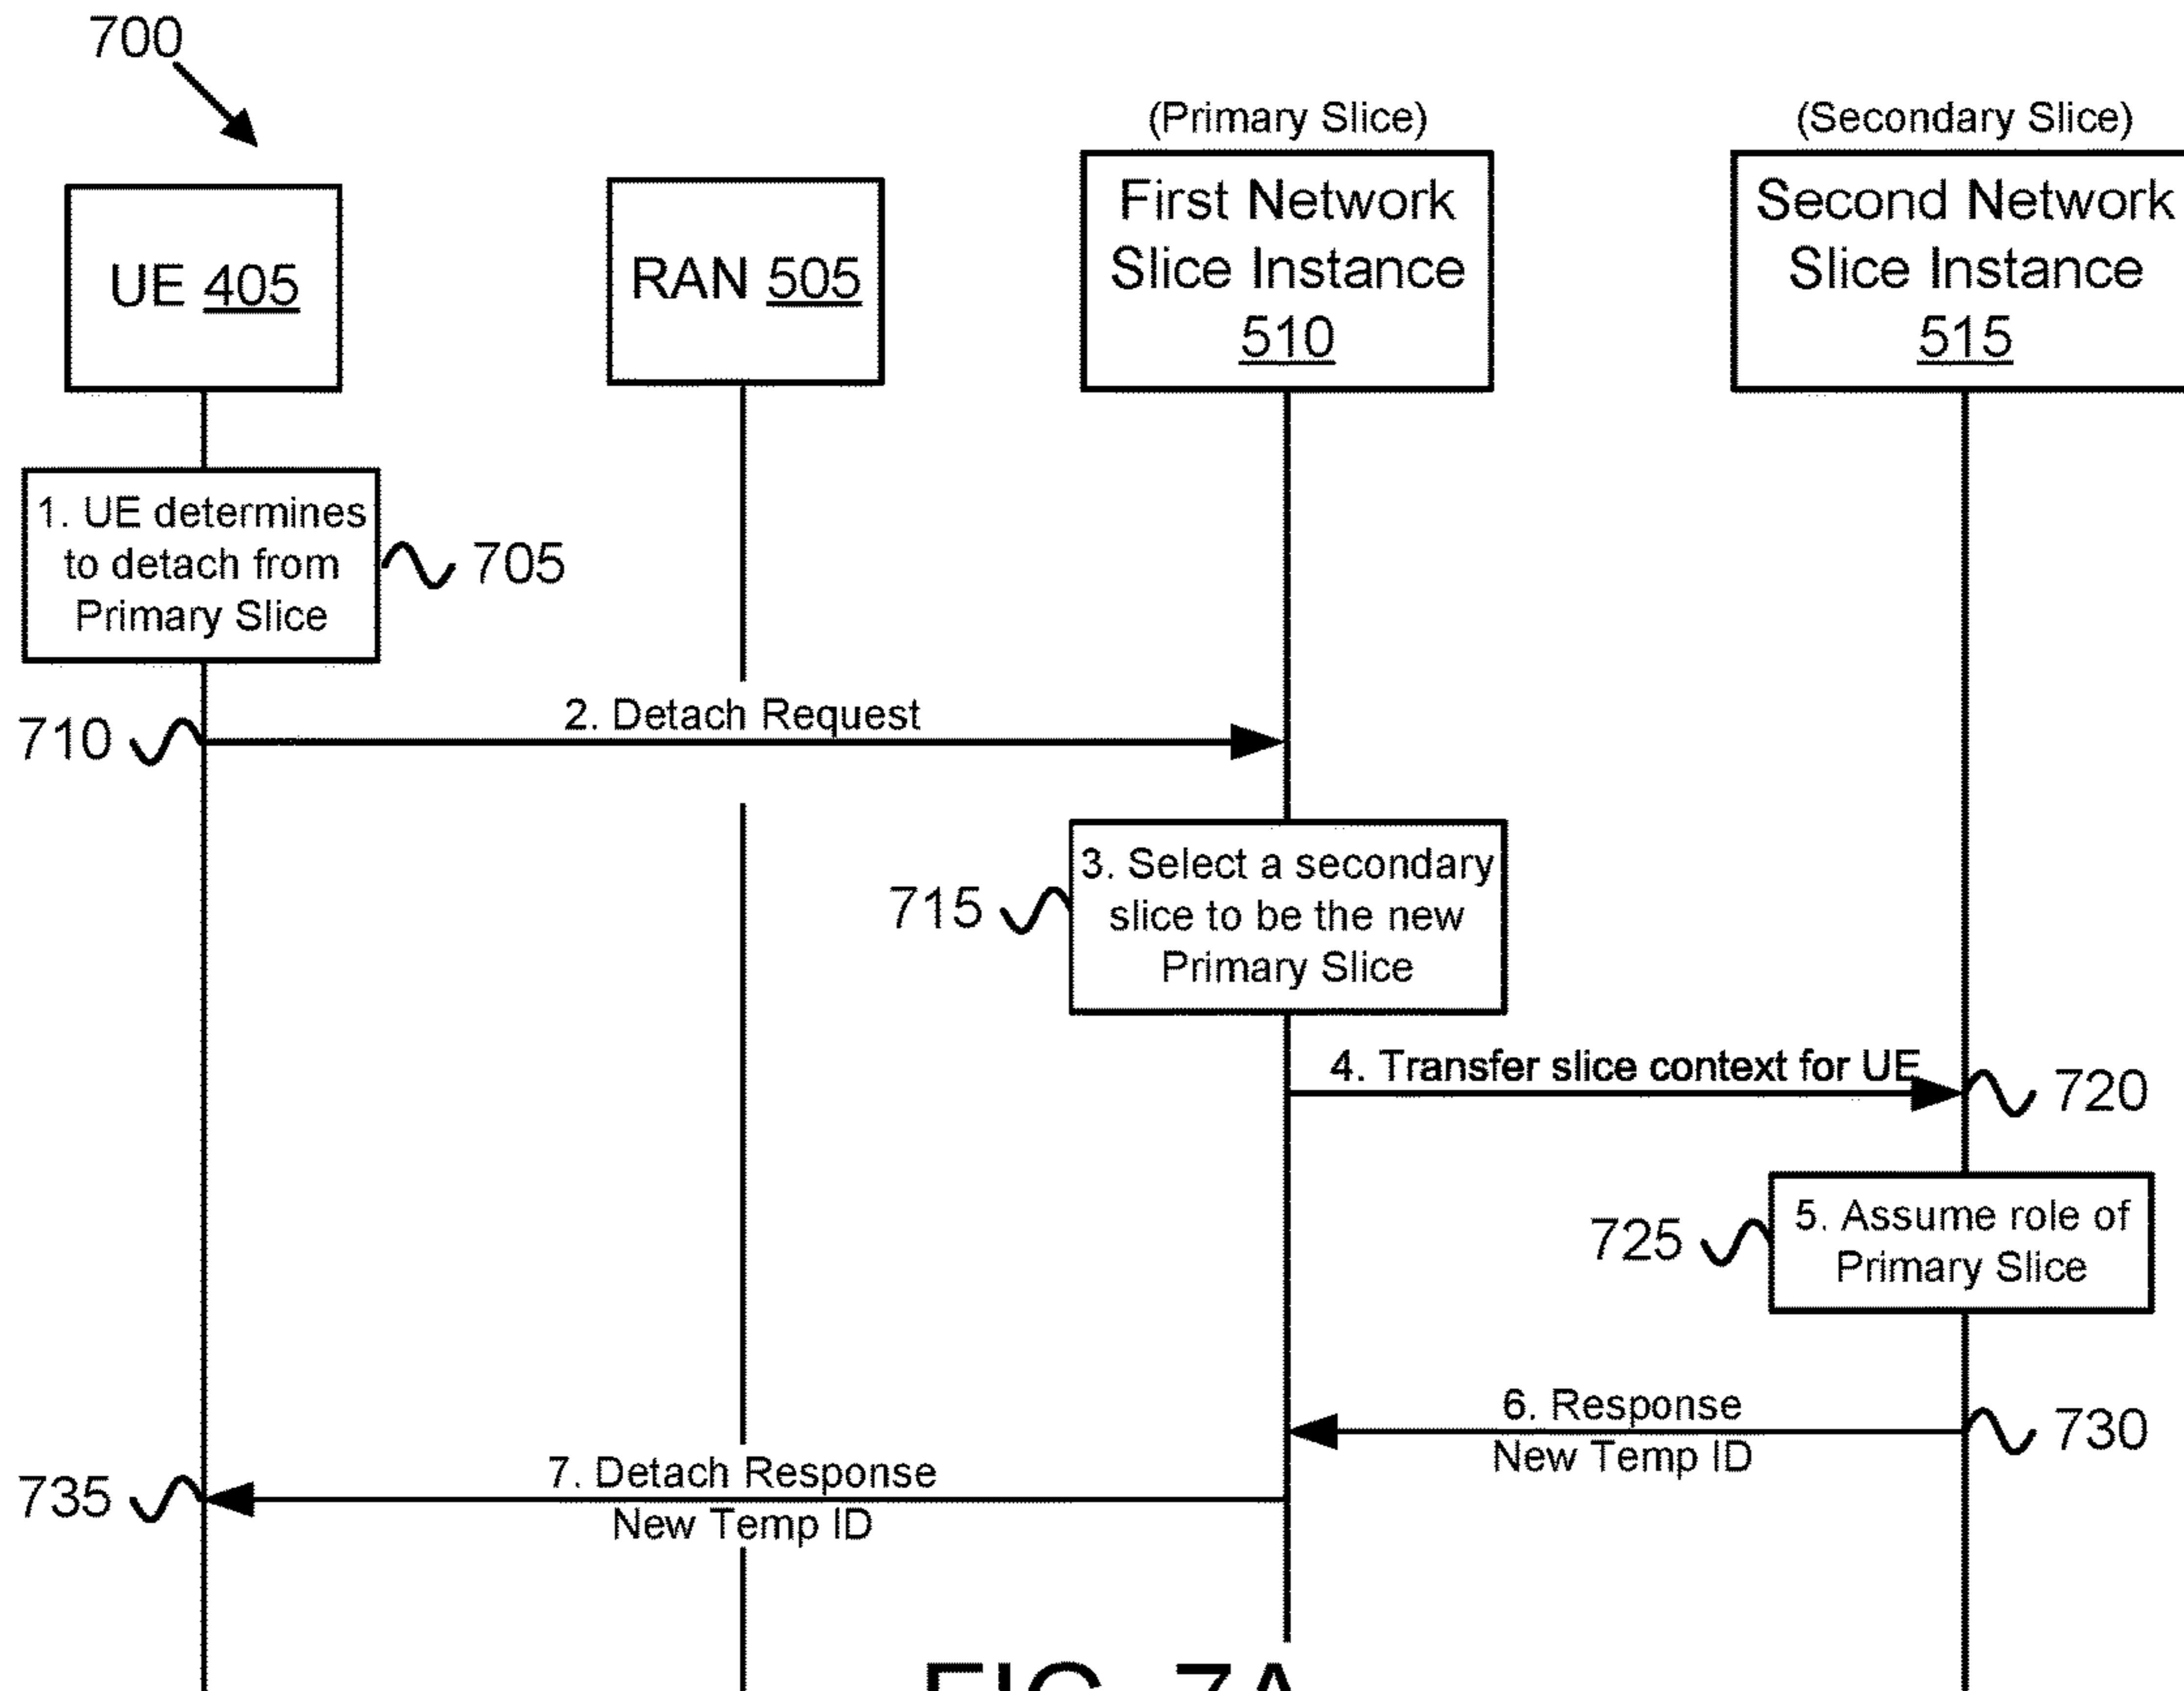 700
(Primary Slice)
(Secondary Slice)
UE 405
RAN 505
First Network
Slice Instance
510
Second Network
Slice Instance
515
1. UE determines
to detach from
Primary Slice
705
2. Detach Request
710
3. Select a secondary
slice to be the new
Primary Slice
715
4. Transfer slice context for UE
720
5. Assume role of
Primary Slice
725
6. Response
New Temp ID
730
7. Detach Response
New Temp ID
735
FIG. 7A